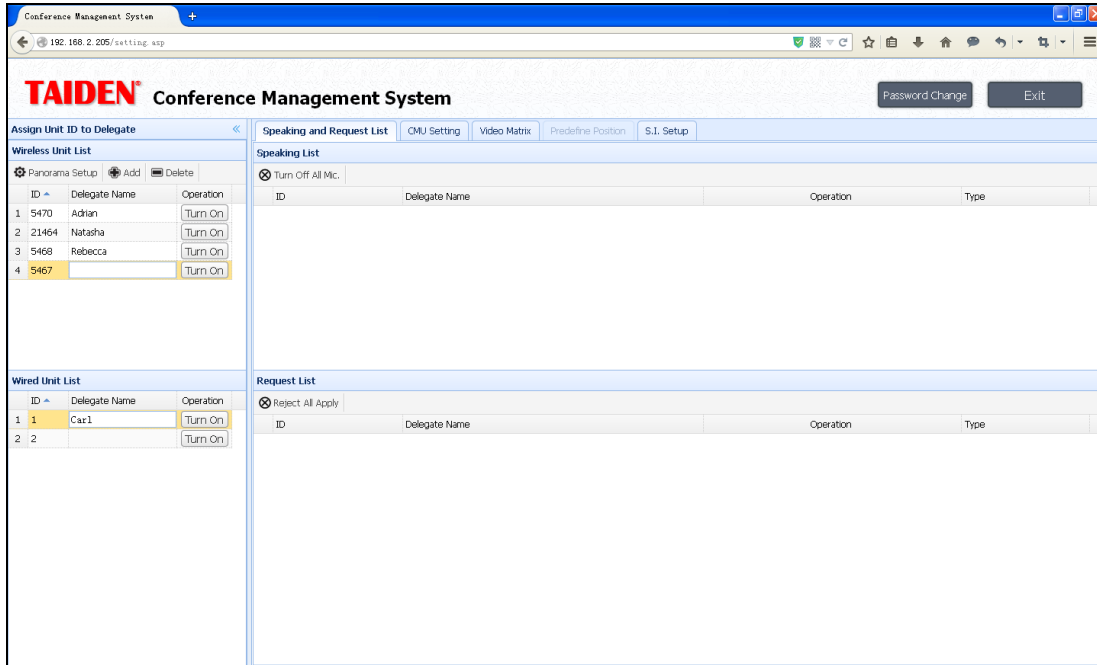 Conference Management System
192.168.2.205/setting.asp
TAIDEN® Conference Management System
Password Change
Exit
Assign Unit ID to Delegate
Speaking and Request List
CMU Setting
Video Matrix
Predefine Position
S.I. Setup
Wireless Unit List
Panorama Setup
Add
Delete
ID Delegate Name Operation
1 5470 Adrian Turn On
2 21464 Natasha Turn On
3 5468 Rebecca Turn On
4 5467 Turn On
Speaking List
Turn Off All Mic.
ID Delegate Name Operation Type
Wired Unit List
ID Delegate Name Operation
1 1 Carl Turn On
2 2 Turn On
Request List
Reject All Apply
ID Delegate Name Operation Type